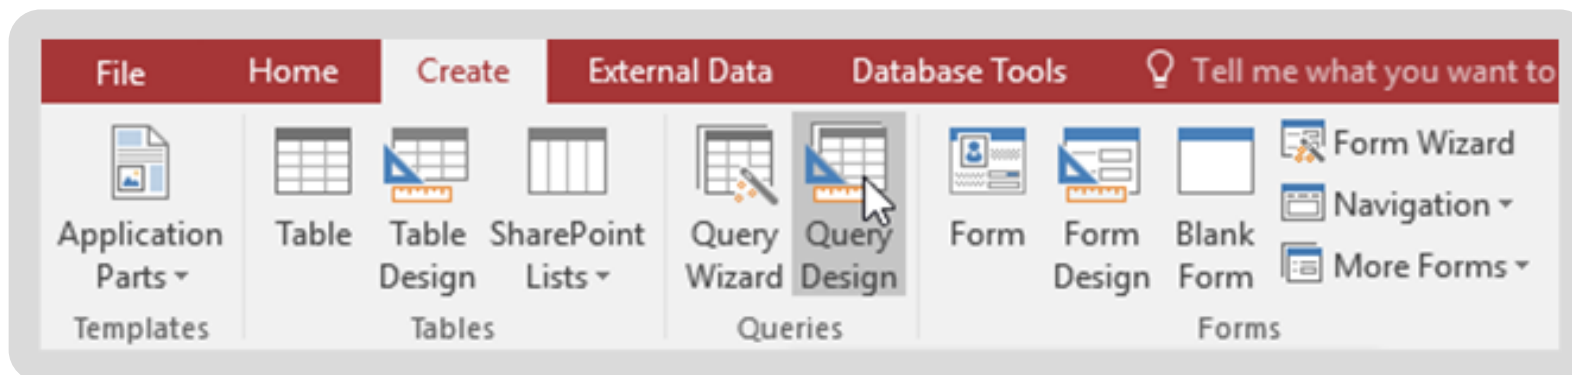 File Home Create External Data Database Tools Tell me what you want to
Application Parts
Templates
Table
Table Design
SharePoint Lists
Tables
Query Wizard
Query Design
Queries
Form
Form Design
Blank Form
Form Wizard
Navigation
More Forms
Forms